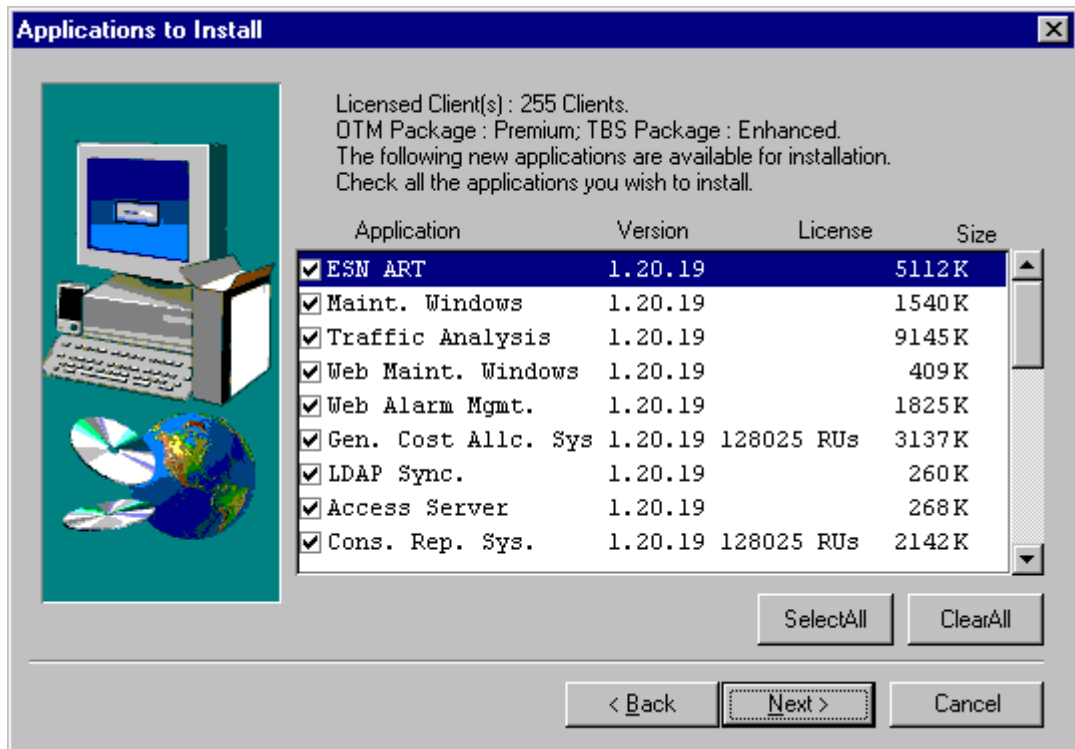 Applications to Install
Licensed Client(s) : 255 Clients.
OTM Package : Premium; TBS Package : Enhanced.
The following new applications are available for installation.
Check all the applications you wish to install.
Application Version License Size
ESN ART 1.20.19 5112K
Maint. Windows 1.20.19 1540K
Traffic Analysis 1.20.19 9145K
Web Maint. Windows 1.20.19 409K
Web Alarm Mgmt. 1.20.19 1825K
Gen. Cost Allc. Sys 1.20.19 128025 RUs 3137K
LDAP Sync. 1.20.19 260K
Access Server 1.20.19 268K
Cons. Rep. Sys. 1.20.19 128025 RUs 2142K
SelectAll ClearAll
< Back Next > Cancel